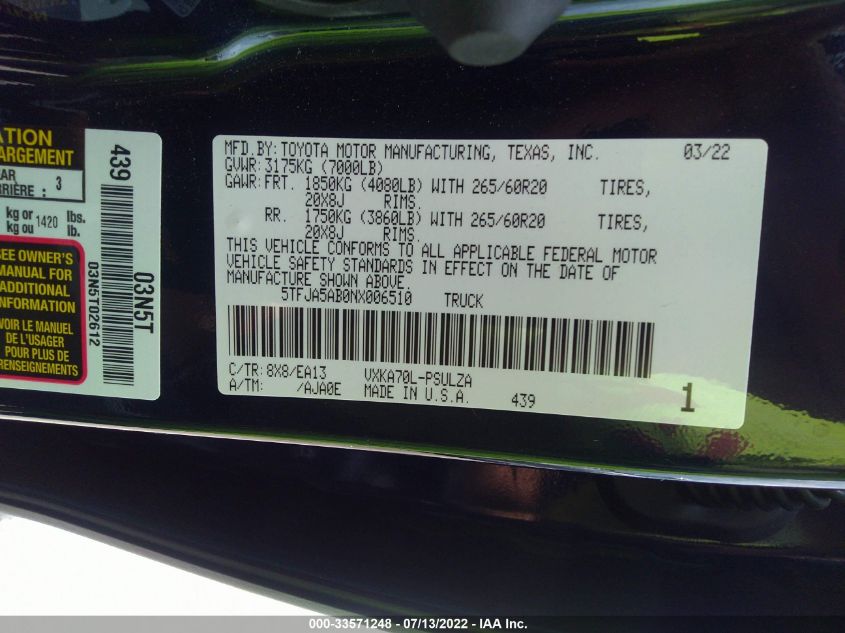 ATION
ARGEMENT
EAR
RRIÈRE : 3
kg or 1420 lbs.
kg ou lb.
SEE OWNER'S
MANUAL FOR
ADDITIONAL
INFORMATION
VOIR LE MANUEL
DE L'USAGER
POUR PLUS DE
RENSEIGNEMENTS
439
03N5T
03N5T02612
MFD.BY:TOYOTA MOTOR MANUFACTURING, TEXAS, INC. 03/22
GVWR:3175KG (7000LB)
GAWR:FRT. 1850KG (4080LB) WITH 265/60R20 TIRES,
20X8J RIMS.
RR. 1750KG (3860LB) WITH 265/60R20 TIRES,
20X8J RIMS.
THIS VEHICLE CONFORMS TO ALL APPLICABLE FEDERAL MOTOR
VEHICLE SAFETY STANDARDS IN EFFECT ON THE DATE OF
MANUFACTURE SHOWN ABOVE.
5TFJA5AB0NX006510 TRUCK
C/TR:8X8/EA13 VXKA70L-PSULZA
A/TM: /AJA0E MADE IN U.S.A. 439 1
000-33571248 - 07/13/2022 - IAA Inc.